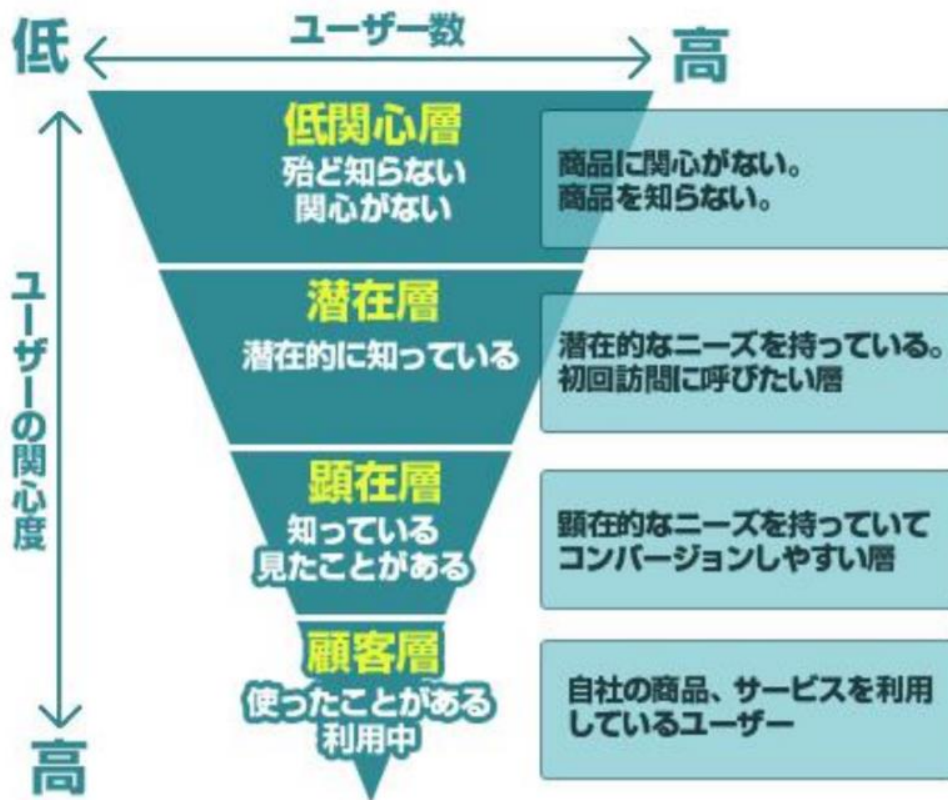 ユーザー数
低
高
ユーザーの関心度
高
低関心層
殆ど知らない
関心がない
商品に関心がない。
商品を知らない。
潜在層
潜在的に知っている
潜在的なニーズを持っている。
初回訪問に呼びたい層
顕在層
知っている
見たことがある
顕在的なニーズを持っていて
コンバージョンしやすい層
顧客層
使ったことがある
利用中
自社の商品、サービスを利用
しているユーザー